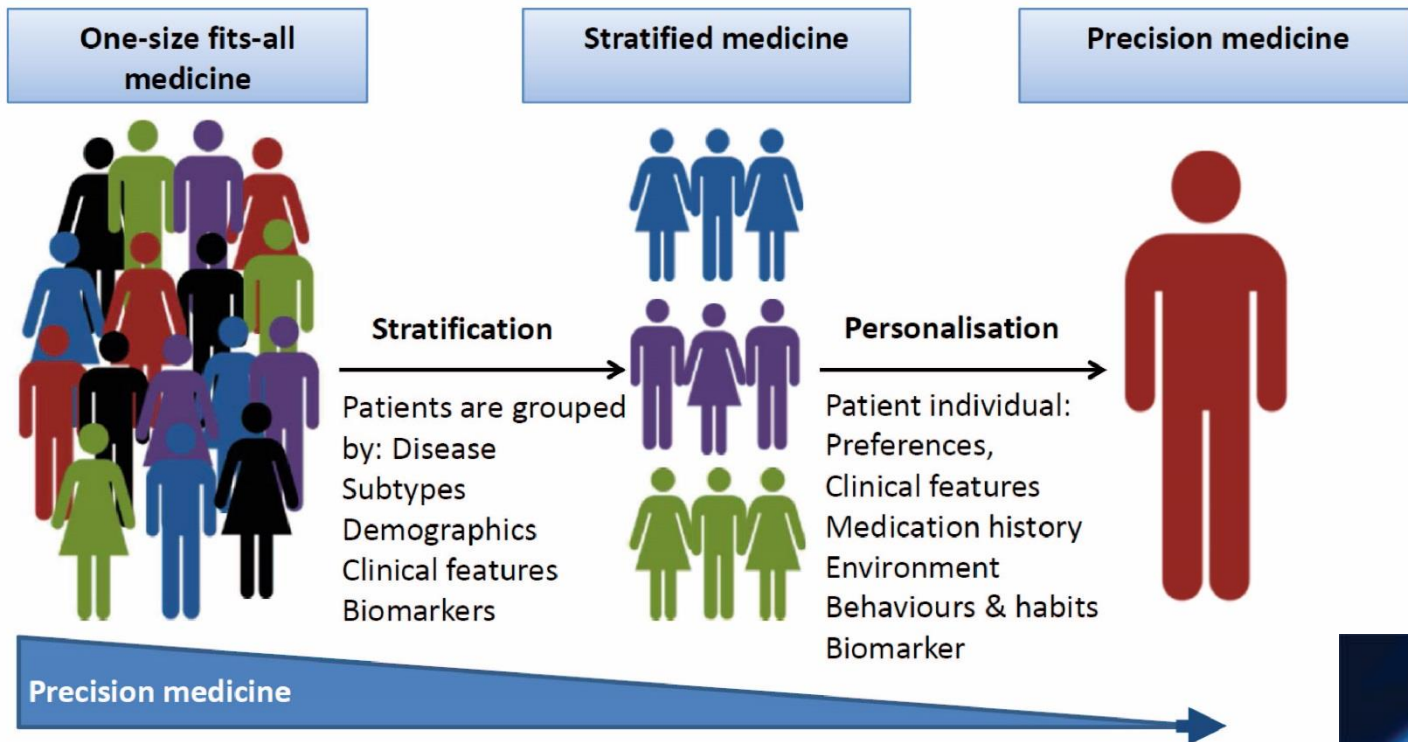 One-size fits-all
medicine
Stratified medicine
Precision medicine
Stratification
Patients are grouped
by: Disease
Subtypes
Demographics
Clinical features
Biomarkers
Personalisation
Patient individual:
Preferences,
Clinical features
Medication history
Environment
Behaviours & habits
Biomarker
Precision medicine